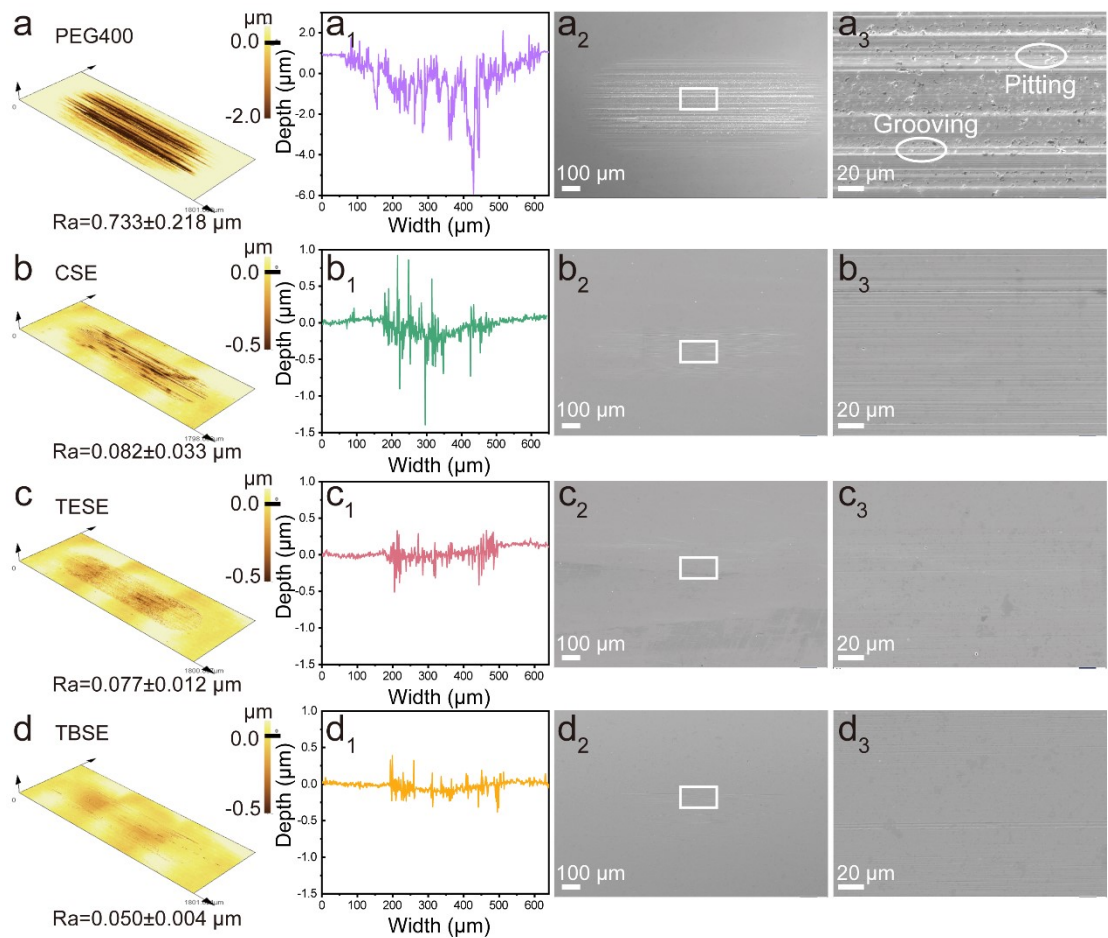 a
PEG400
µm
0.0
-2.0
0
Ra=0.733±0.218 µm
a1
Depth (µm)
2.0
0.0
-2.0
-4.0
-6.0
0 100 200 300 400 500 600
Width (µm)
a2
100 µm
a3
Pitting
Grooving
20 µm
b
CSE
µm
0.0
-0.5
0
Ra=0.082±0.033 µm
b1
Depth (µm)
1.0
0.5
0.0
-0.5
-1.0
-1.5
0 100 200 300 400 500 600
Width (µm)
b2
100 µm
b3
20 µm
c
TESE
µm
0.0
-0.5
0
Ra=0.077±0.012 µm
c1
Depth (µm)
1.0
0.5
0.0
-0.5
-1.0
-1.5
0 100 200 300 400 500 600
Width (µm)
c2
100 µm
c3
20 µm
d
TBSE
µm
0.0
-0.5
0
Ra=0.050±0.004 µm
d1
Depth (µm)
1.0
0.5
0.0
-0.5
-1.0
-1.5
0 100 200 300 400 500 600
Width (µm)
d2
100 µm
d3
20 µm